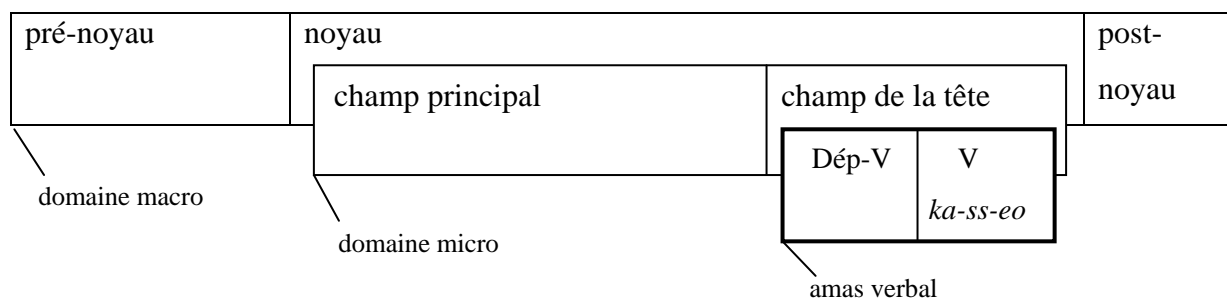 pré-noyau
noyau
post-
noyau
champ principal
champ de la tête
Dép-V
V
ka-ss-eo
domaine macro
domaine micro
amas verbal